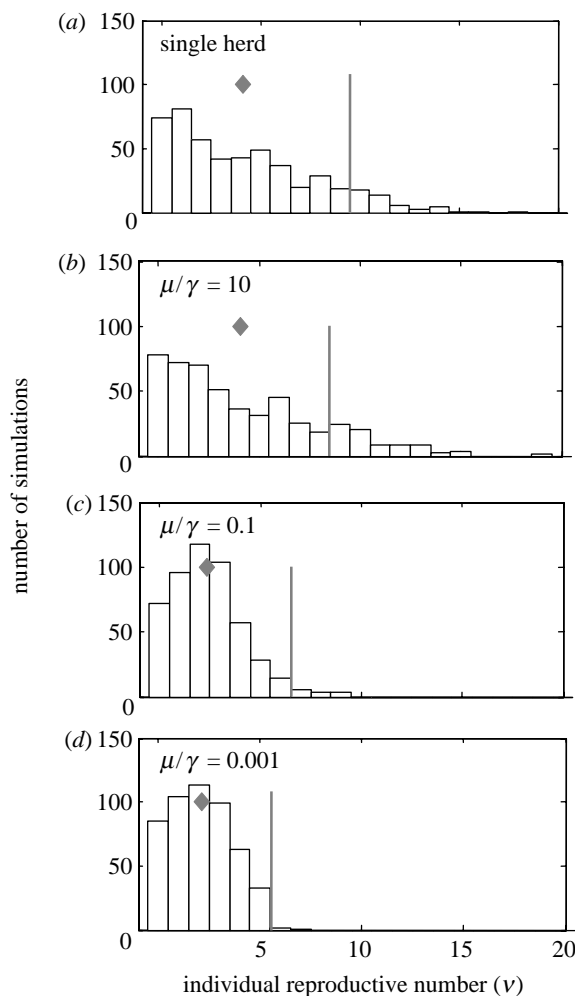 (a) 150
single herd
100
50
0
(b) 150
μ/γ = 10
100
50
0
(c) 150
μ/γ = 0.1
100
50
0
(d) 150
μ/γ = 0.001
100
50
0
5 10 15 20
individual reproductive number (ν)
number of simulations